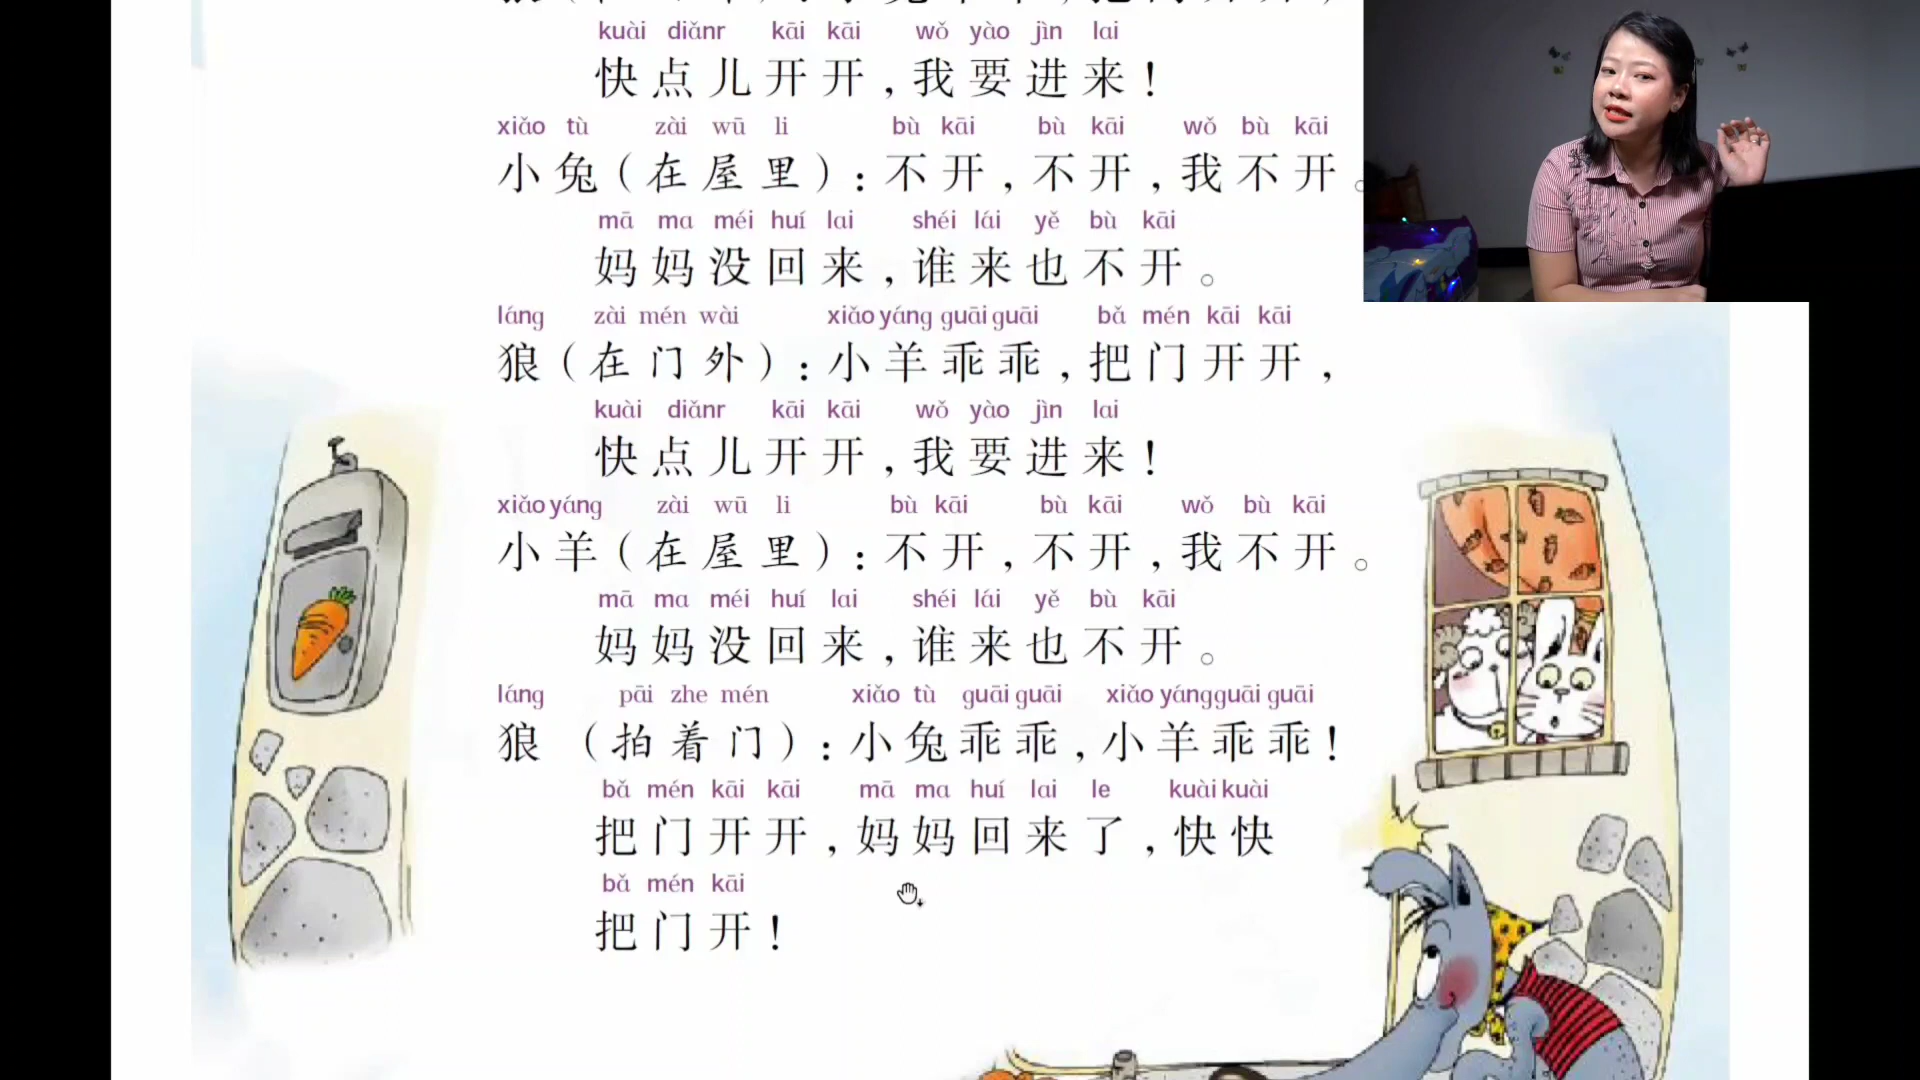 kuài diǎnr kāi kāi wǒ yào jìn lai
快点儿开开，我要进来！
xiǎo tù zài wū li bù kāi bù kāi wǒ bù kāi
小兔（在屋里）：不开，不开，我不开。
mā ma méi huí lai shéi lái yě bù kāi
妈妈没回来，谁来也不开。
láng zài mén wài xiǎo yáng guāi guāi bǎ mén kāi kāi
狼（在门外）：小羊乖乖，把门开开，
kuài diǎnr kāi kāi wǒ yào jìn lai
快点儿开开，我要进来！
xiǎo yáng zài wū li bù kāi bù kāi wǒ bù kāi
小羊（在屋里）：不开，不开，我不开。
mā ma méi huí lai shéi lái yě bù kāi
妈妈没回来，谁来也不开。
láng pāi zhe mén xiǎo tù guāi guāi xiǎo yáng guāi guāi
狼（拍着门）：小兔乖乖，小羊乖乖！
bǎ mén kāi kāi mā ma huí lai le kuài kuài
把门开开，妈妈回来了，快快
bǎ mén kāi
把门开！